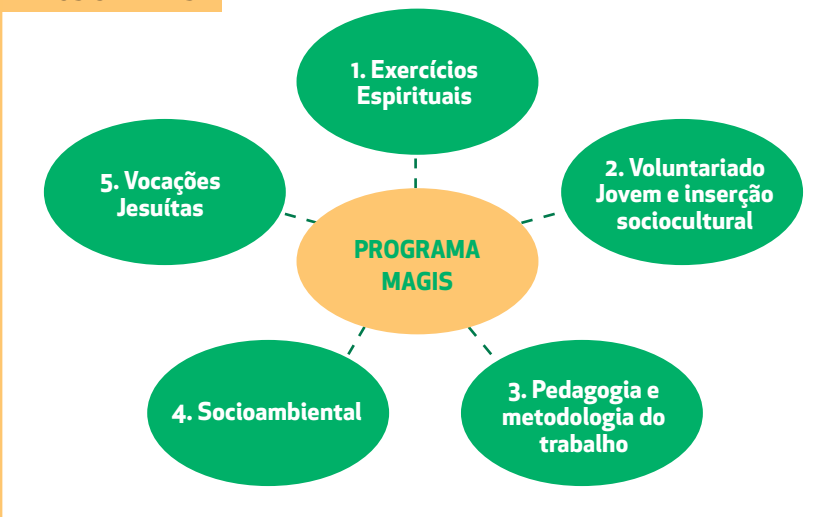 1. Exercícios
Espirituais
2. Voluntariado
Jovem e inserção
sociocultural
3. Pedagogia e
metodologia do
trabalho
4. Socioambiental
5. Vocações
Jesuítas
PROGRAMA
MAGIS